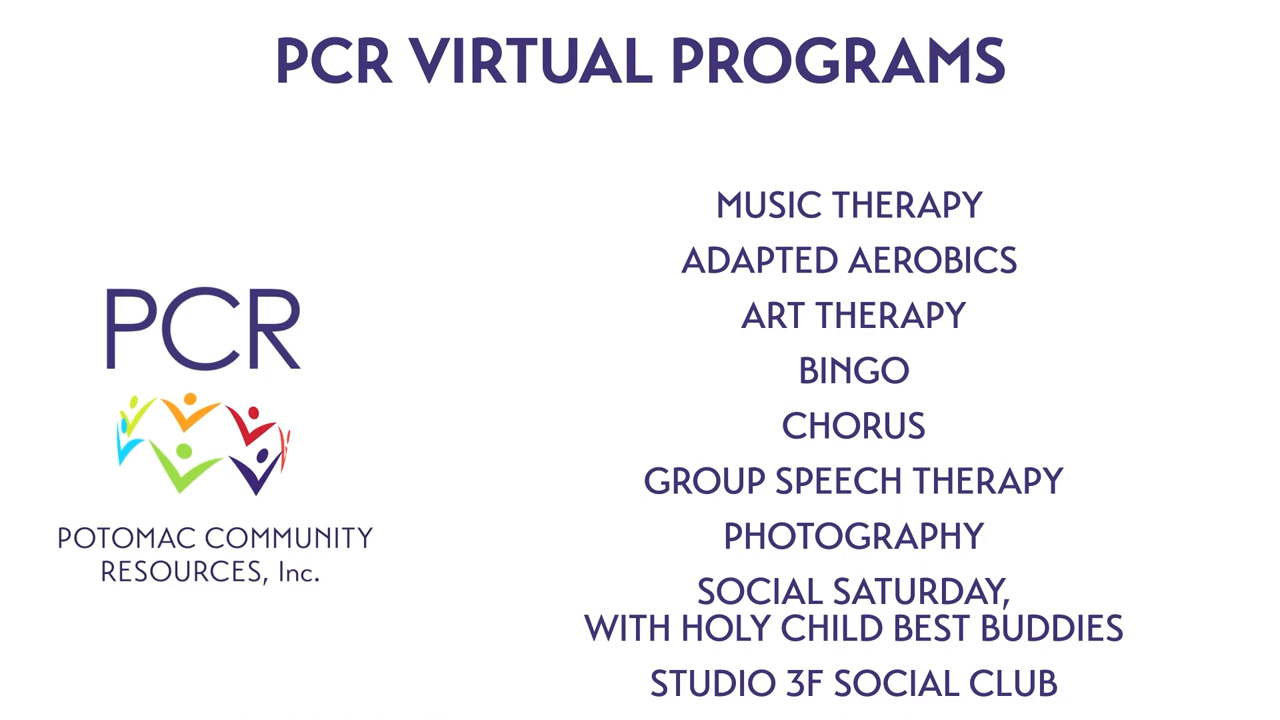 PCR VIRTUAL PROGRAMS
PCR
POTOMAC COMMUNITY
RESOURCES, Inc.
MUSIC THERAPY
ADAPTED AEROBICS
ART THERAPY
BINGO
CHORUS
GROUP SPEECH THERAPY
PHOTOGRAPHY
SOCIAL SATURDAY,
WITH HOLY CHILD BEST BUDDIES
STUDIO 3F SOCIAL CLUB